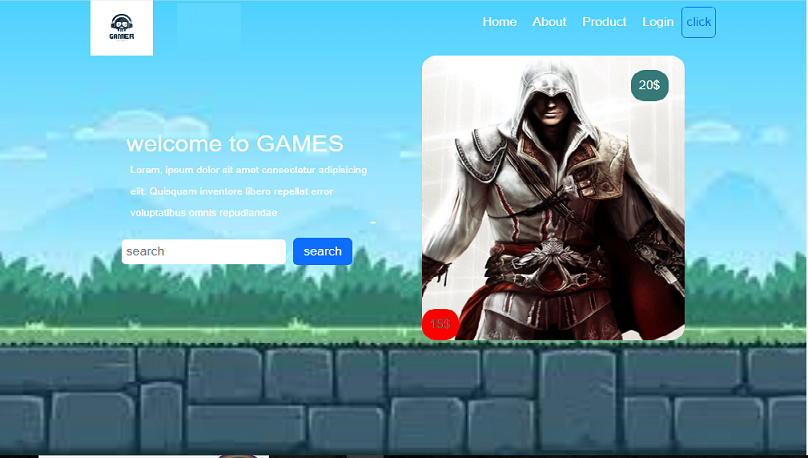 GAMER
Home About Product Login click
20$
welcome to GAMES
Lorem, ipsum dolor sit amet consectetur adipisicing
elit. Quisquam inventore libero repellat error
voluptatibus omnis repudiandae
search search
15$